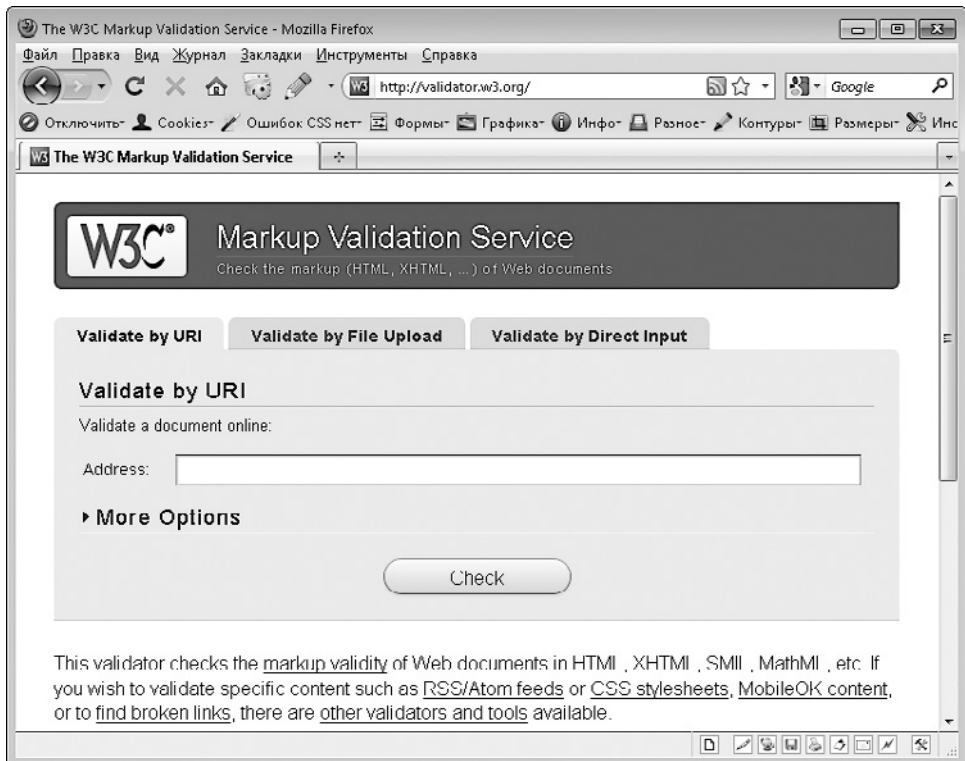 The W3C Markup Validation Service - Mozilla Firefox
Файл Правка Вид Журнал Закладки Инструменты Справка
W3 http://validator.w3.org/ Google
Отключить Cookies Ошибок CSS нет Формы Графика Инфо Разное Контуры Размеры Инс
W3 The W3C Markup Validation Service
W3C® Markup Validation Service
Check the markup (HTML, XHTML, ...) of Web documents
Validate by URI Validate by File Upload Validate by Direct Input
Validate by URI
Validate a document online:
Address:
More Options
Check
This validator checks the markup validity of Web documents in HTML, XHTML, SMIL, MathML, etc. If
you wish to validate specific content such as RSS/Atom feeds or CSS stylesheets, MobileOK content,
or to find broken links, there are other validators and tools available.